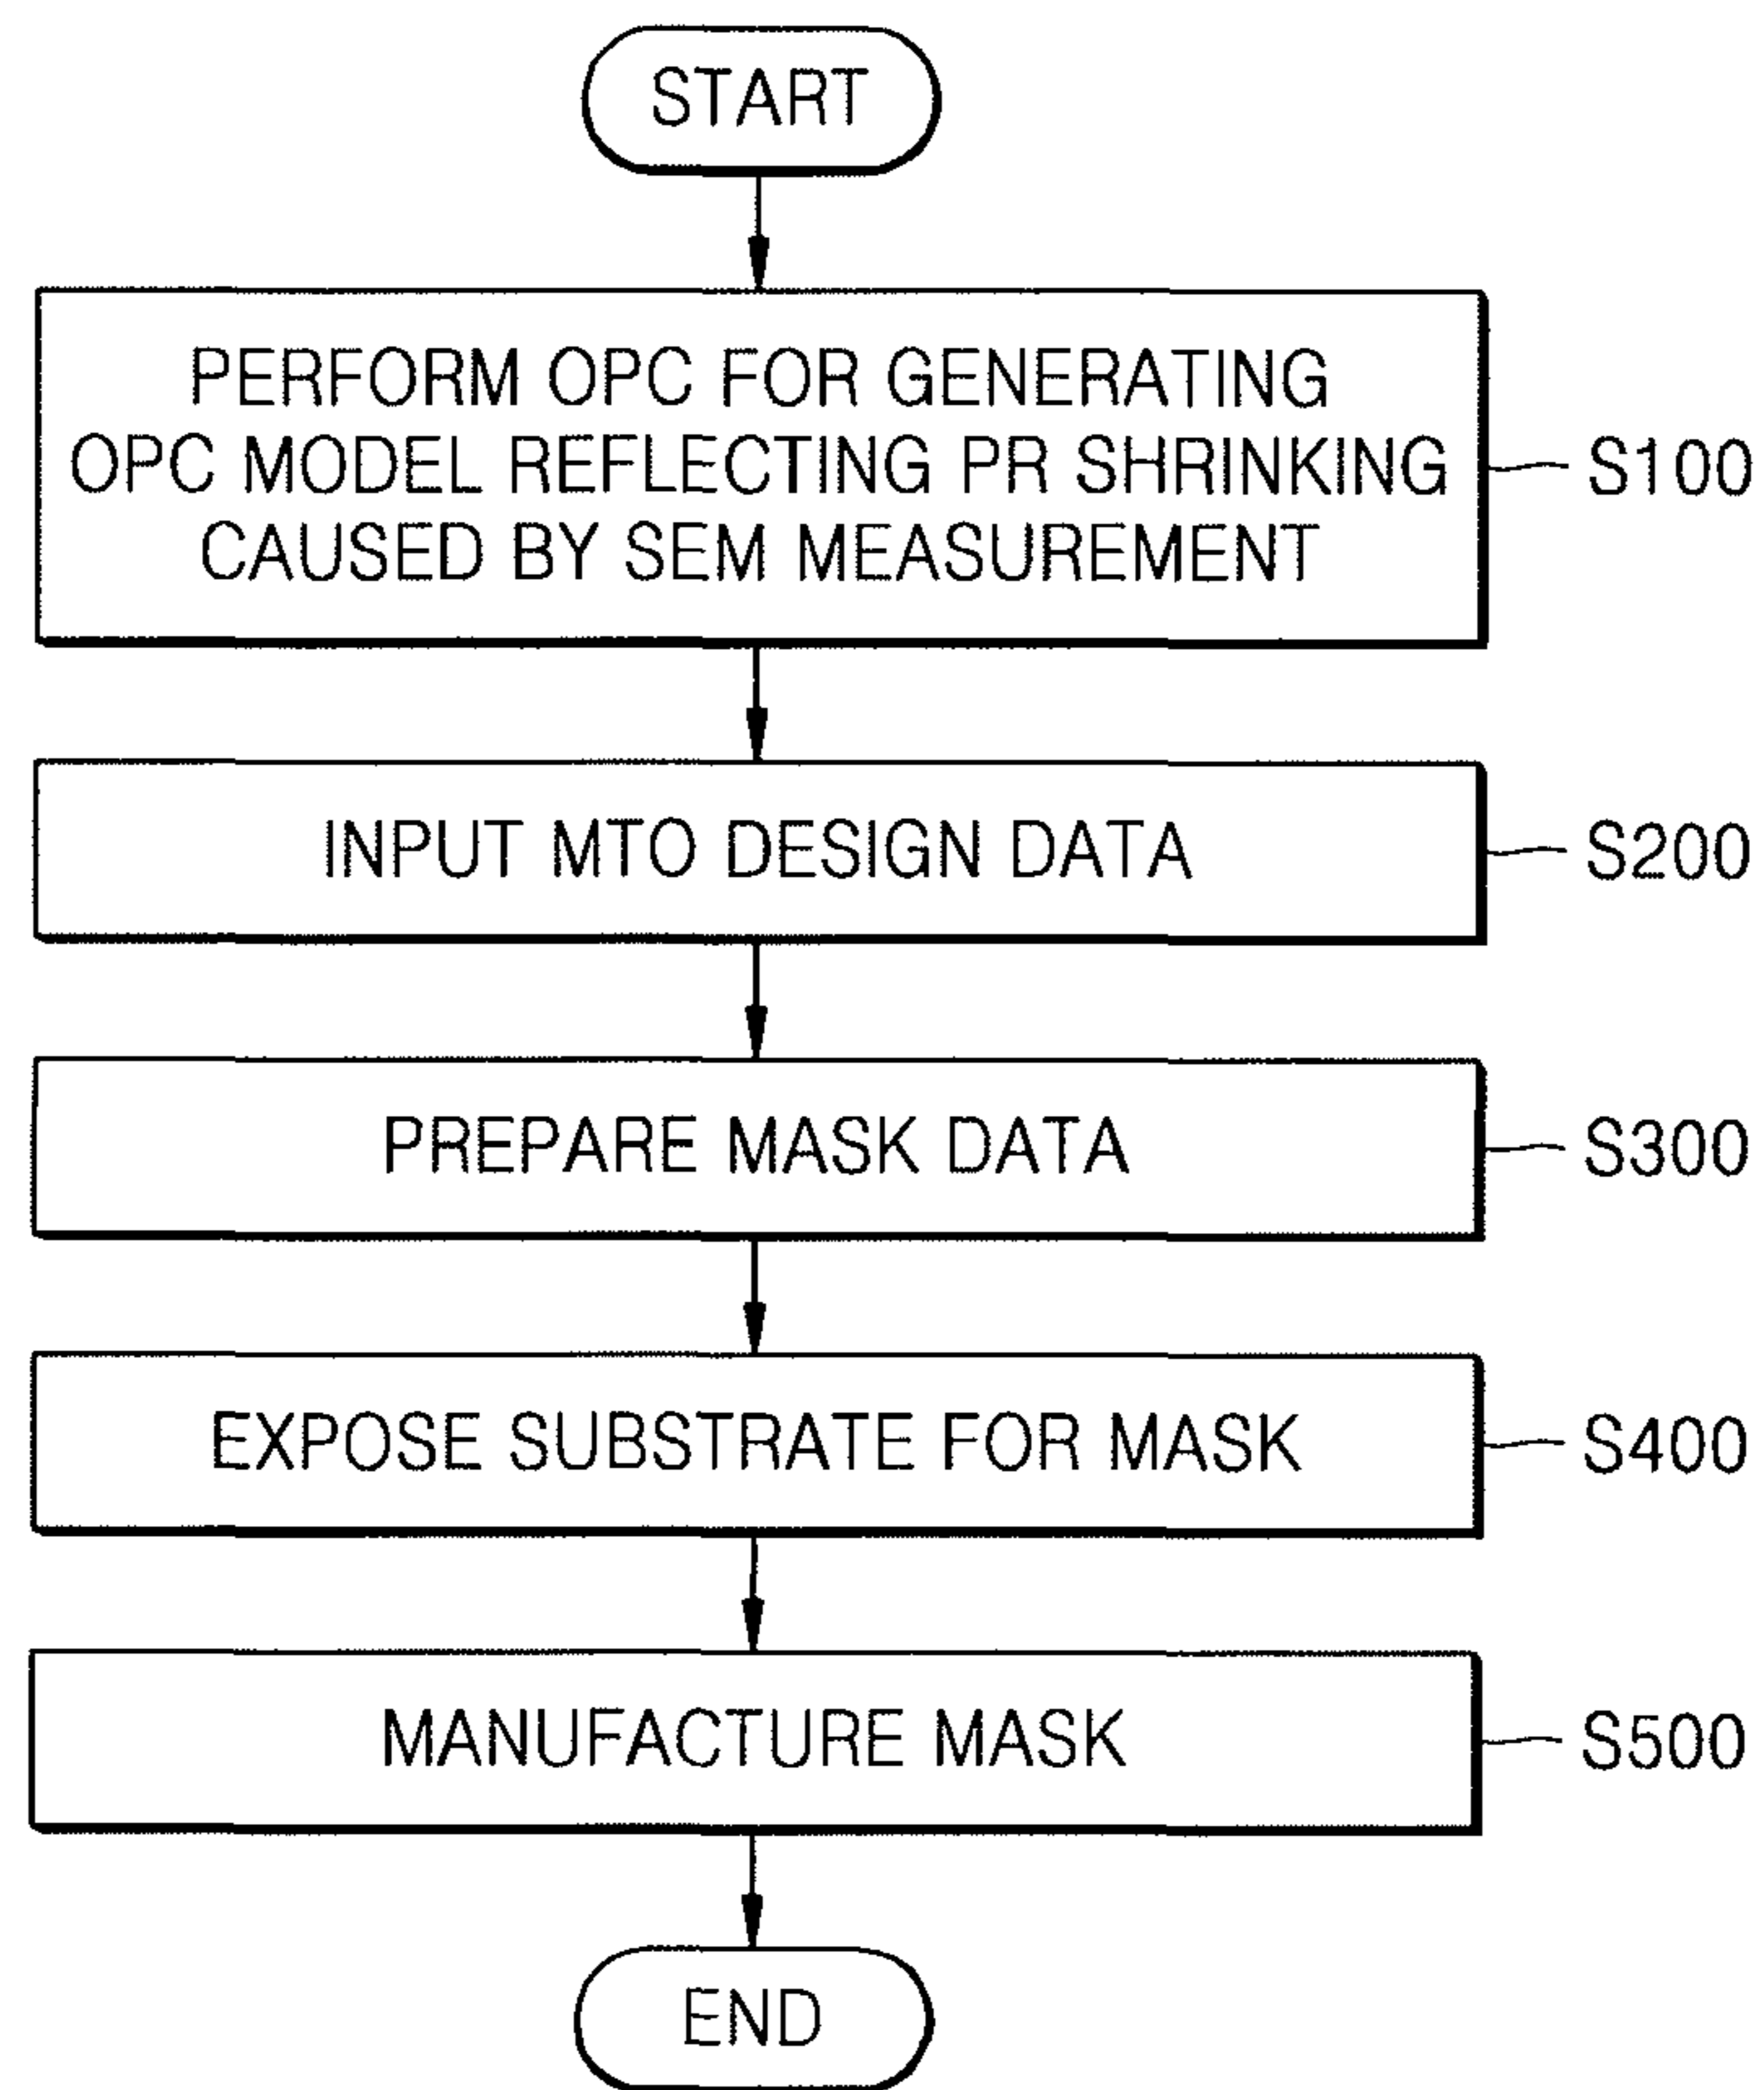 START
PERFORM OPC FOR GENERATING
OPC MODEL REFLECTING PR SHRINKING
CAUSED BY SEM MEASUREMENT
S100
INPUT MTO DESIGN DATA
S200
PREPARE MASK DATA
S300
EXPOSE SUBSTRATE FOR MASK
S400
MANUFACTURE MASK
S500
END